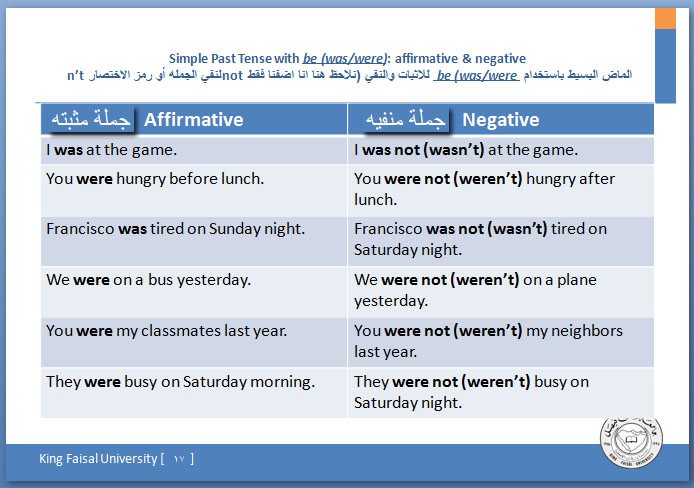 Simple Past Tense with be (was/were): affirmative & negative
الماض البسيط باستخدام be (was/were للاثبات والنفي (نلاحظ هنا انا اضفنا فقط notلنفي الجمله أو رمز الاختصار n't
جملة مثبته Affirmative
جملة منفيه Negative
I was at the game.
I was not (wasn't) at the game.
You were hungry before lunch.
You were not (weren't) hungry after
lunch.
Francisco was tired on Sunday night.
Francisco was not (wasn't) tired on
Saturday night.
We were on a bus yesterday.
We were not (weren't) on a plane
yesterday.
You were my classmates last year.
You were not (weren't) my neighbors
last year.
They were busy on Saturday morning.
They were not (weren't) busy on
Saturday night.
King Faisal University [ ١٧ ]
KING FAISAL UNIVERSITY